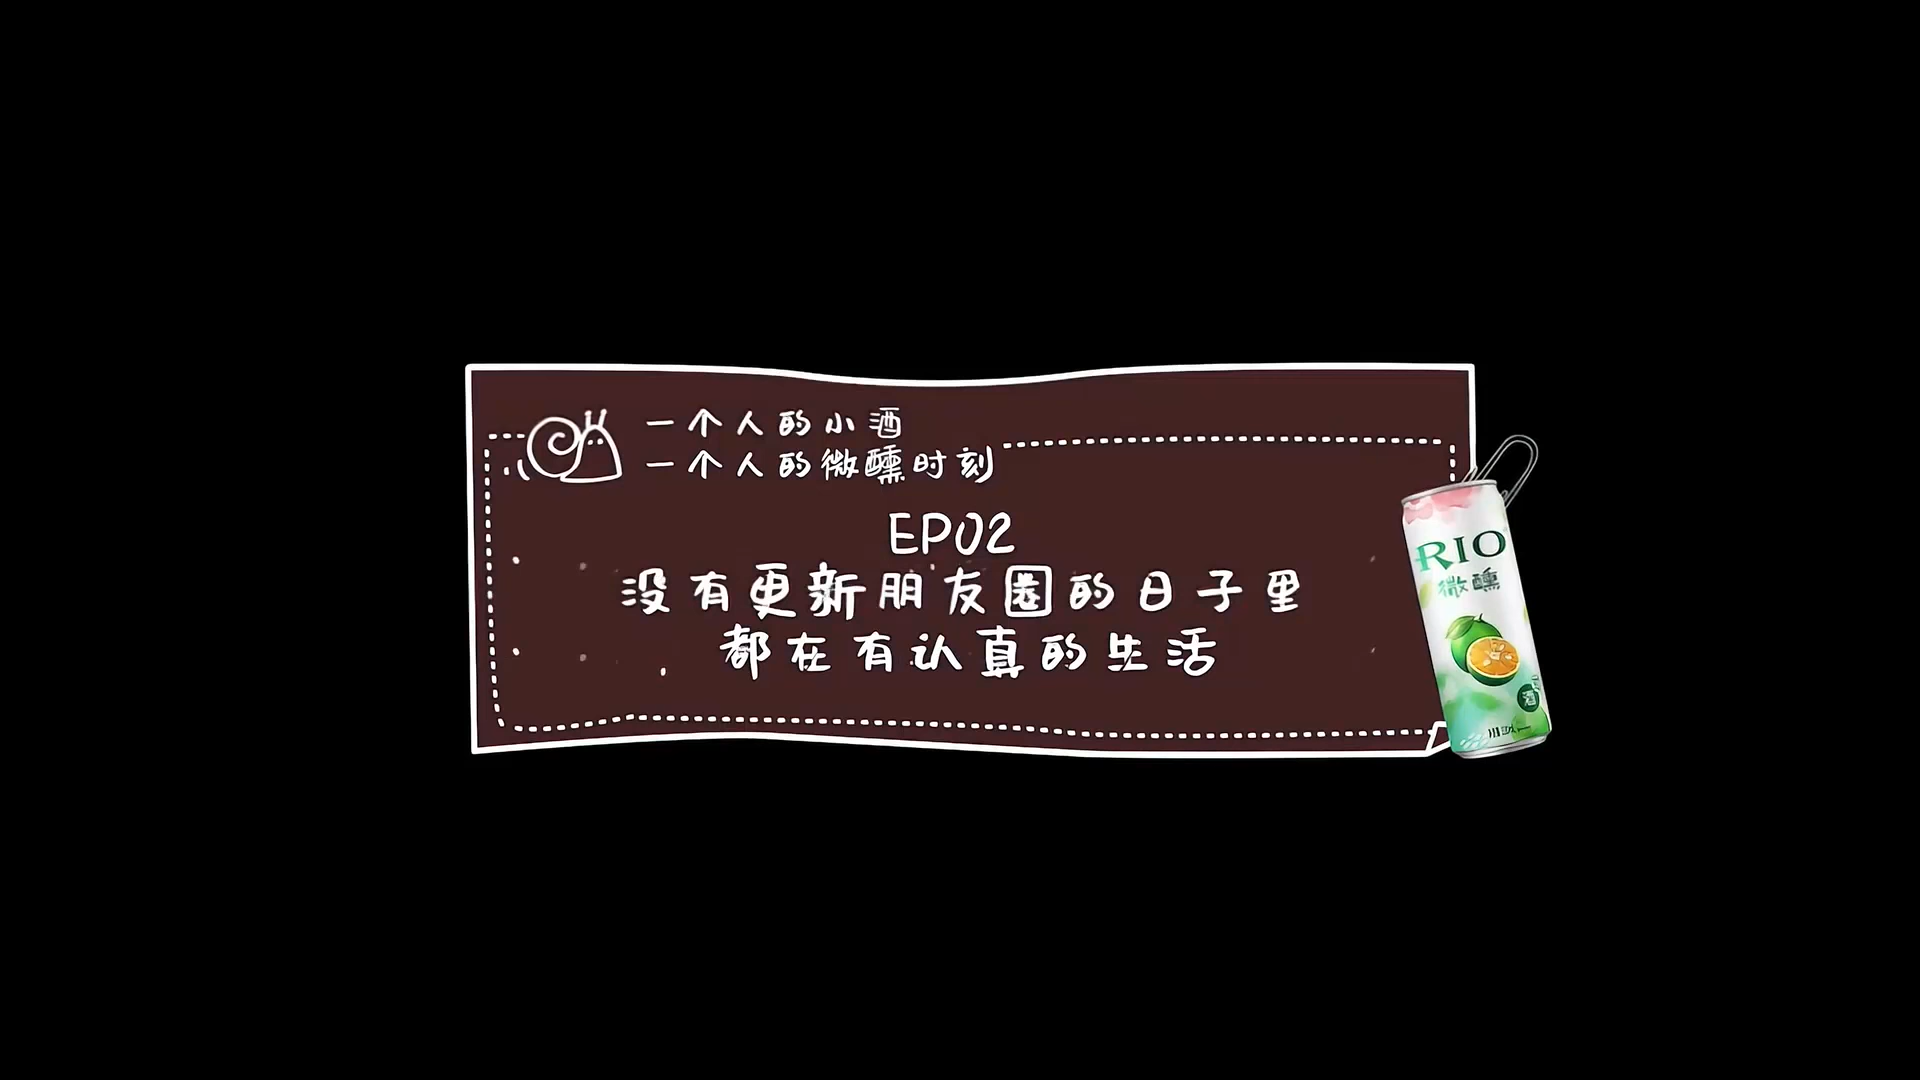 一个人的小酒
一个人的微醺时刻
EP02
没有更新朋友圈的日子里
都在有认真的生活
RIO
微醺
酒